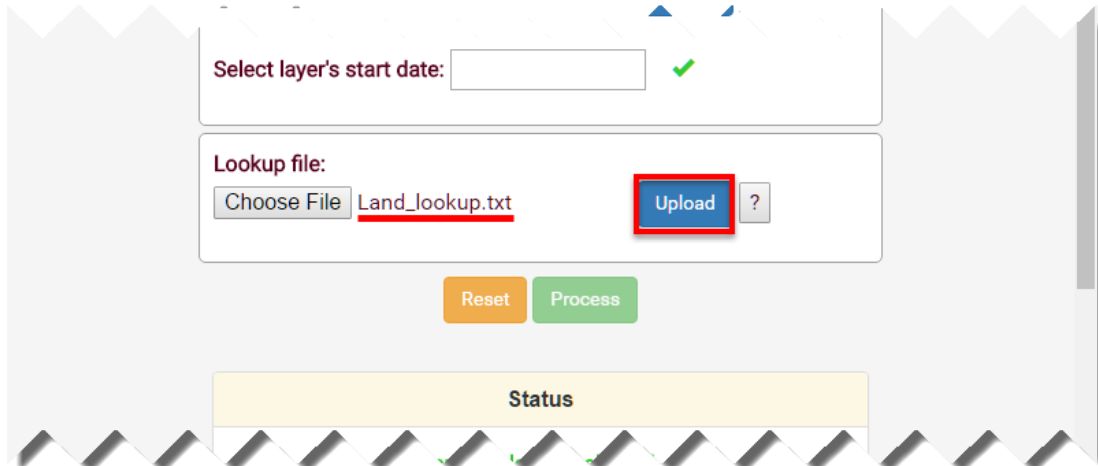 Select layer's start date:
Lookup file:
Choose File Land_lookup.txt Upload ?
Reset Process
Status